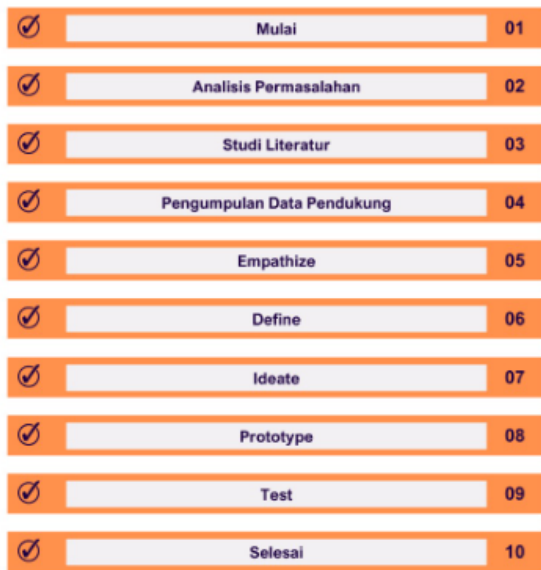 Mulai 01
Analisis Permasalahan 02
Studi Literatur 03
Pengumpulan Data Pendukung 04
Empathize 05
Define 06
Ideate 07
Prototype 08
Test 09
Selesai 10